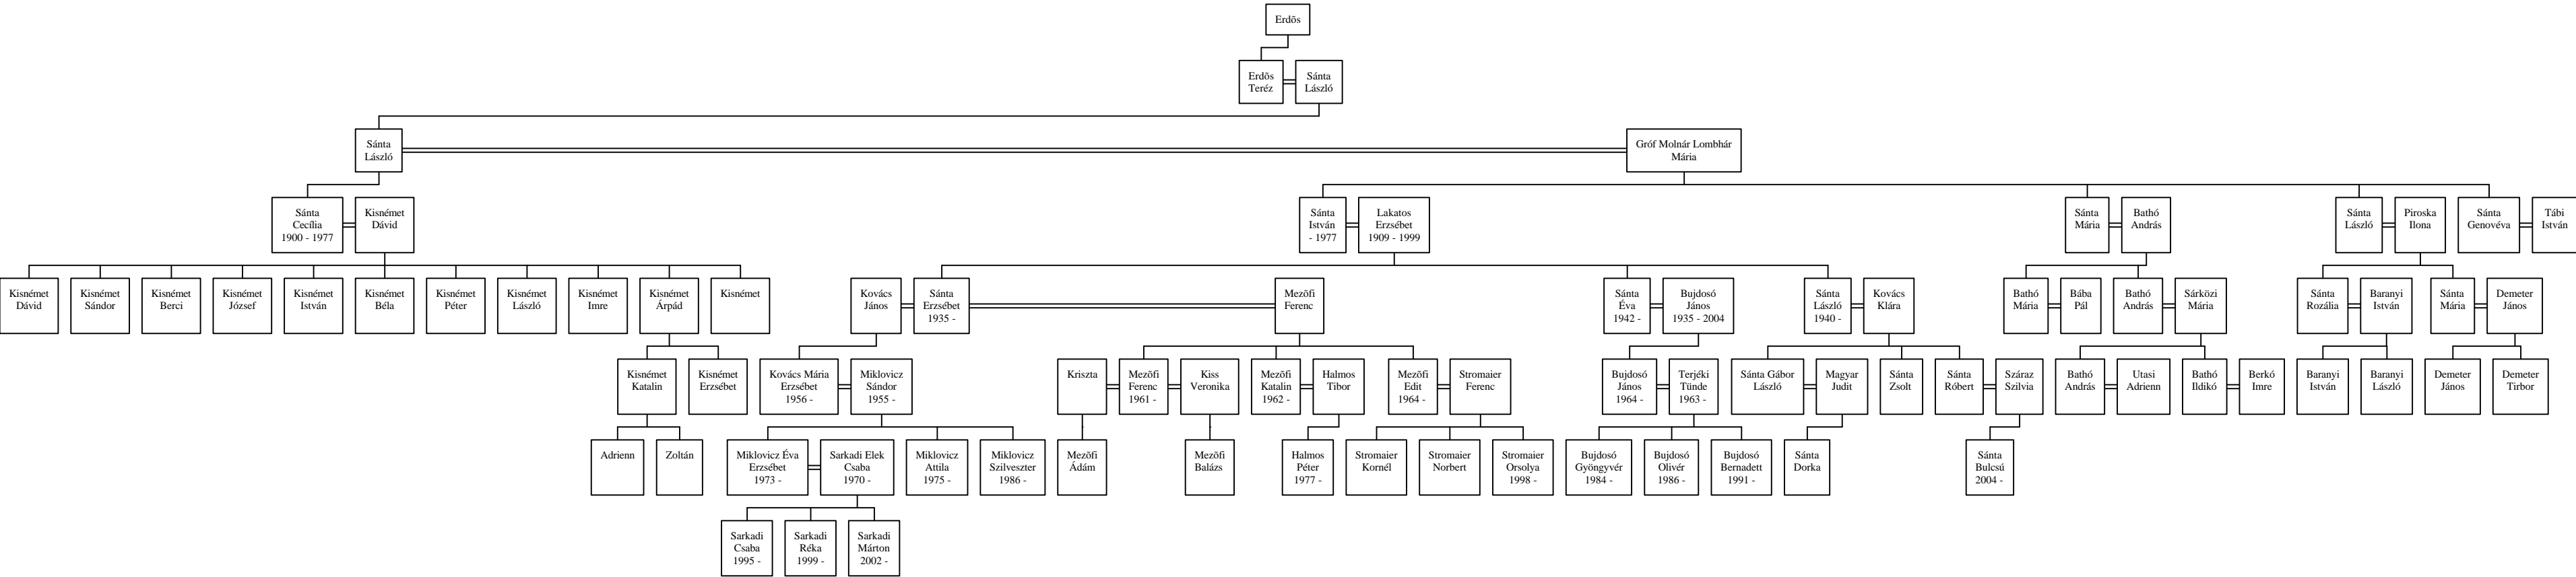 Erdõs
Erdõs
Teréz
Sánta
László
Sánta
László
Gróf Molnár Lombhár
Mária
Sánta
Cecília
1900 - 1977
Kisnémet
Dávid
Sánta
István
- 1977
Lakatos
Erzsébet
1909 - 1999
Sánta
Mária
Bathó
András
Sánta
László
Piroska
Ilona
Sánta
Genovéva
Tábi
István
Kisnémet
Dávid
Kisnémet
Sándor
Kisnémet
Berci
Kisnémet
József
Kisnémet
István
Kisnémet
Béla
Kisnémet
Péter
Kisnémet
László
Kisnémet
Imre
Kisnémet
Árpád
Kisnémet
Kovács
János
Sánta
Erzsébet
1935 -
Mezõfi
Ferenc
Sánta
Éva
1942 -
Bujdosó
János
1935 - 2004
Sánta
László
1940 -
Kovács
Klára
Bathó
Mária
Bába
Pál
Bathó
András
Sárközi
Mária
Sánta
Rozália
Baranyi
István
Sánta
Mária
Demeter
János
Kisnémet
Katalin
Kisnémet
Erzsébet
Kovács Mária
Erzsébet
1956 -
Miklovicz
Sándor
1955 -
Kriszta
Mezõfi
Ferenc
1961 -
Kiss
Veronika
Mezõfi
Katalin
1962 -
Halmos
Tibor
Mezõfi
Edit
1964 -
Stromaier
Ferenc
Bujdosó
János
1964 -
Terjéki
Tünde
1963 -
Sánta Gábor
László
Magyar
Judit
Sánta
Zsolt
Sánta
Róbert
Száraz
Szilvia
Bathó
András
Utasi
Adrienn
Bathó
Ildikó
Berkó
Imre
Baranyi
István
Baranyi
László
Demeter
János
Demeter
Tirbor
Adrienn
Zoltán
Miklovicz Éva
Erzsébet
1973 -
Sarkadi Elek
Csaba
1970 -
Miklovicz
Attila
1975 -
Miklovicz
Szilveszter
1986 -
Mezõfi
Ádám
Mezõfi
Balázs
Halmos
Péter
1977 -
Stromaier
Kornél
Stromaier
Norbert
Stromaier
Orsolya
1998 -
Bujdosó
Gyöngyvér
1984 -
Bujdosó
Olivér
1986 -
Bujdosó
Bernadett
1991 -
Sánta
Dorka
Sánta
Bulcsú
2004 -
Sarkadi
Csaba
1995 -
Sarkadi
Réka
1999 -
Sarkadi
Márton
2002 -